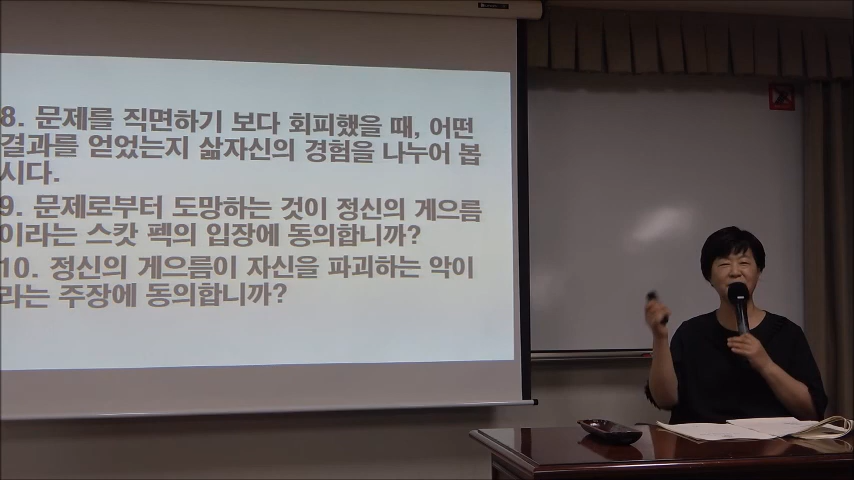 8. 문제를 직면하기 보다 회피했을 때, 어떤
결과를 얻었는지 삶자신의 경험을 나누어 봅
시다.
9. 문제로부터 도망하는 것이 정신의 게으름
이라는 스캇 펙의 입장에 동의합니까?
10. 정신의 게으름이 자신을 파괴하는 악이
라는 주장에 동의합니까?